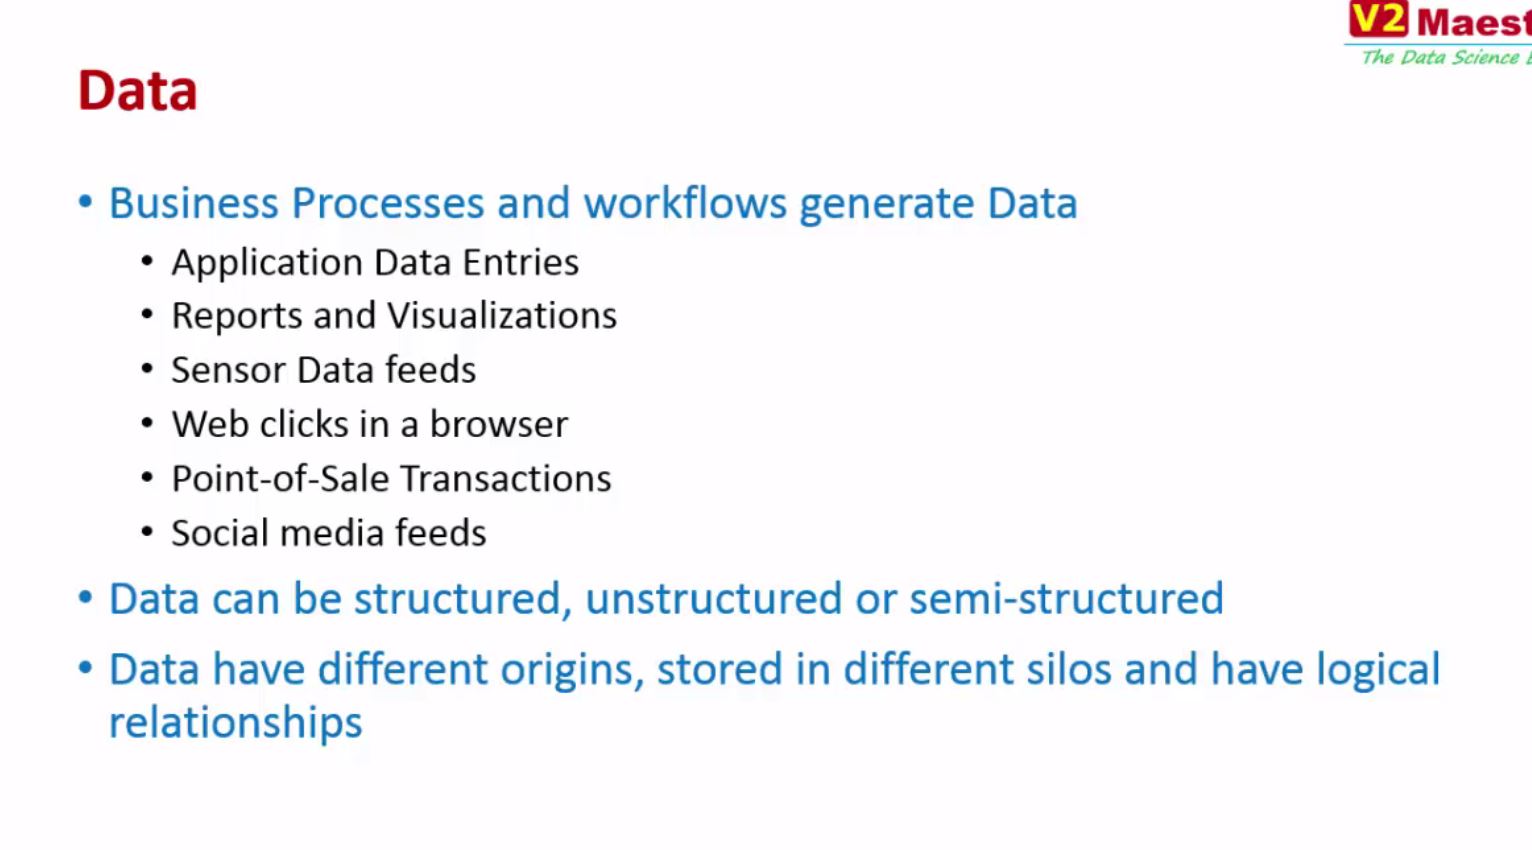 V2 Maest
The Data Science E
Data
• Business Processes and workflows generate Data
• Application Data Entries
• Reports and Visualizations
• Sensor Data feeds
• Web clicks in a browser
• Point-of-Sale Transactions
• Social media feeds
• Data can be structured, unstructured or semi-structured
• Data have different origins, stored in different silos and have logical
relationships